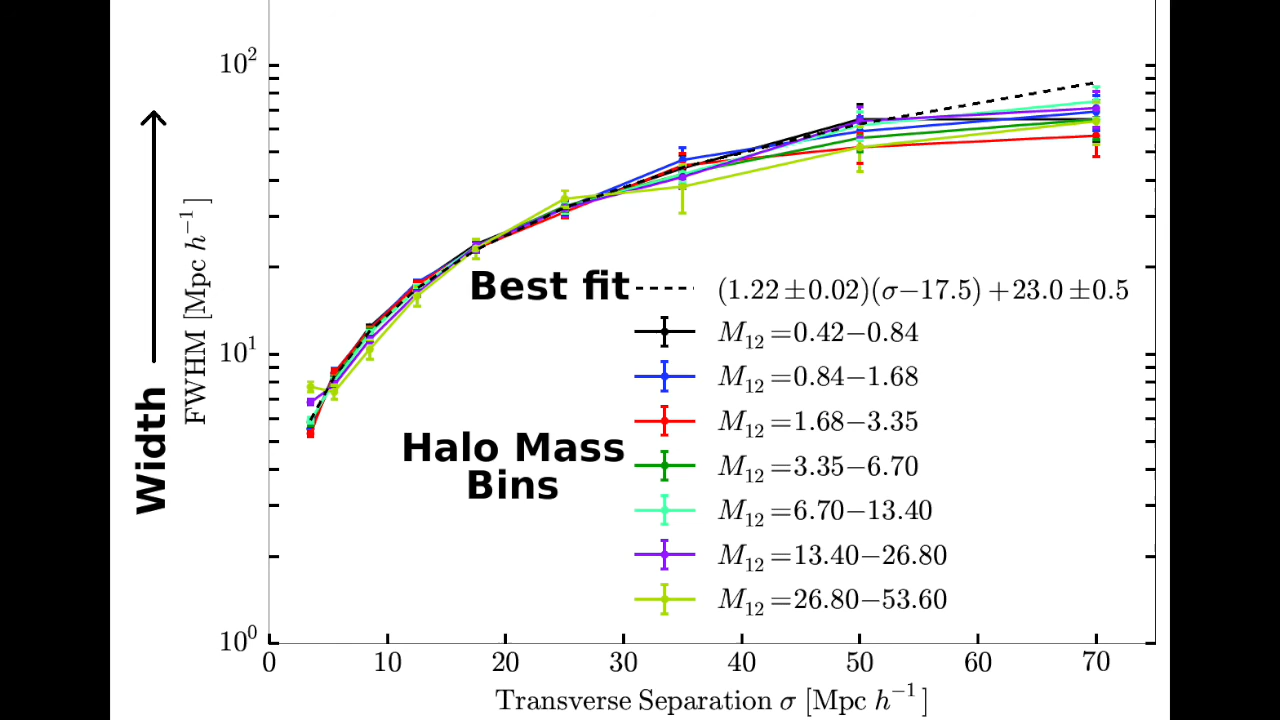 10²
10¹
10⁰
Width
FWHM [Mpc h⁻¹]
Best fit
(1.22±0.02)(σ−17.5)+23.0±0.5
M₁₂=0.42−0.84
M₁₂=0.84−1.68
M₁₂=1.68−3.35
Halo Mass
Bins
M₁₂=3.35−6.70
M₁₂=6.70−13.40
M₁₂=13.40−26.80
M₁₂=26.80−53.60
0 10 20 30 40 50 60 70
Transverse Separation σ [Mpc h⁻¹]